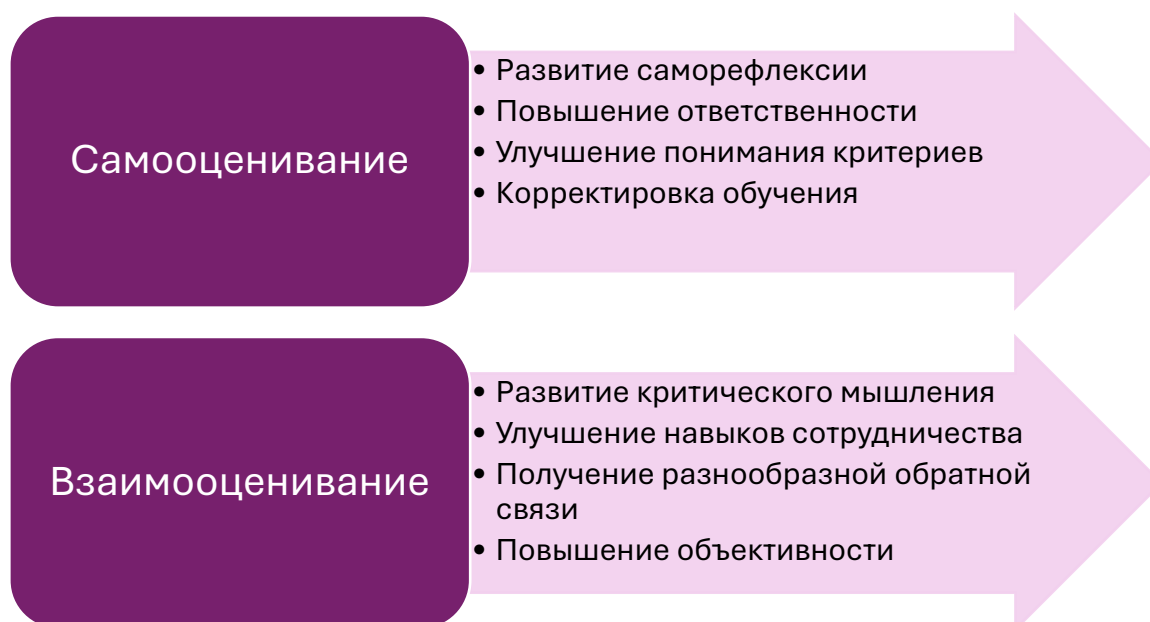 Самооценивание
• Развитие саморефлексии
• Повышение ответственности
• Улучшение понимания критериев
• Корректировка обучения
Взаимооценивание
• Развитие критического мышления
• Улучшение навыков сотрудничества
• Получение разнообразной обратной
связи
• Повышение объективности